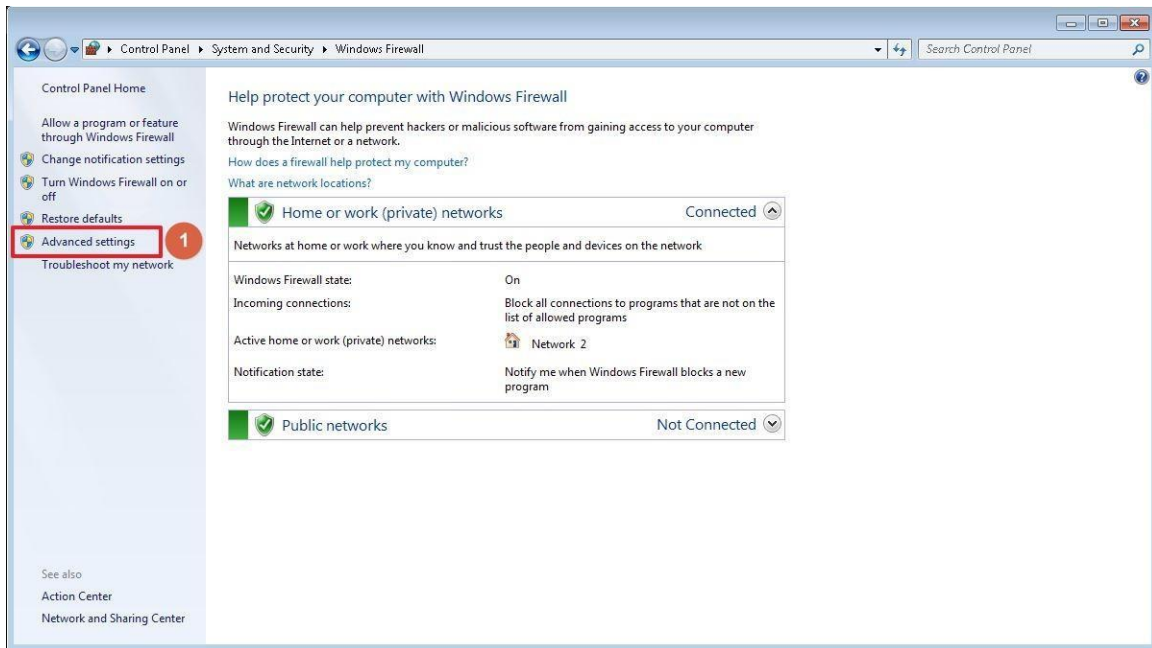 Control Panel ▸ System and Security ▸ Windows Firewall
Search Control Panel
Control Panel Home
Allow a program or feature
through Windows Firewall
Change notification settings
Turn Windows Firewall on or
off
Restore defaults
Advanced settings
1
Troubleshoot my network
See also
Action Center
Network and Sharing Center
Help protect your computer with Windows Firewall
Windows Firewall can help prevent hackers or malicious software from gaining access to your computer
through the Internet or a network.
How does a firewall help protect my computer?
What are network locations?
Home or work (private) networks Connected
Networks at home or work where you know and trust the people and devices on the network
Windows Firewall state: On
Incoming connections: Block all connections to programs that are not on the
list of allowed programs
Active home or work (private) networks: Network 2
Notification state: Notify me when Windows Firewall blocks a new
program
Public networks Not Connected